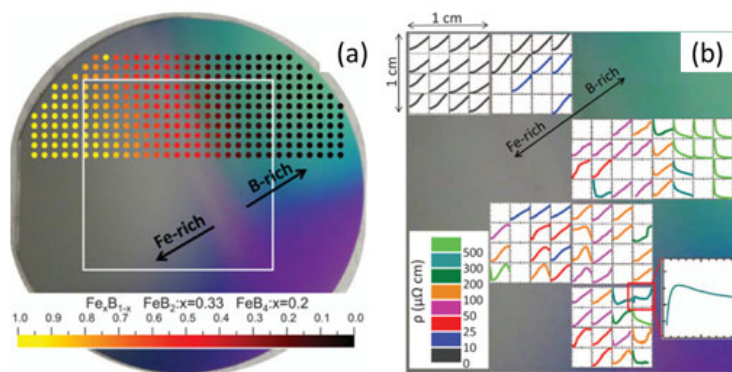 (a)
B-rich
Fe-rich
FeₓB₁₋ₓ FeB₂:x=0.33 FeB₄:x=0.2
1.0 0.9 0.8 0.7 0.6 0.5 0.4 0.3 0.2 0.1 0.0
1 cm
(b)
1 cm
B-rich
Fe-rich
ρ (μΩ cm)
500
300
200
100
50
25
10
0